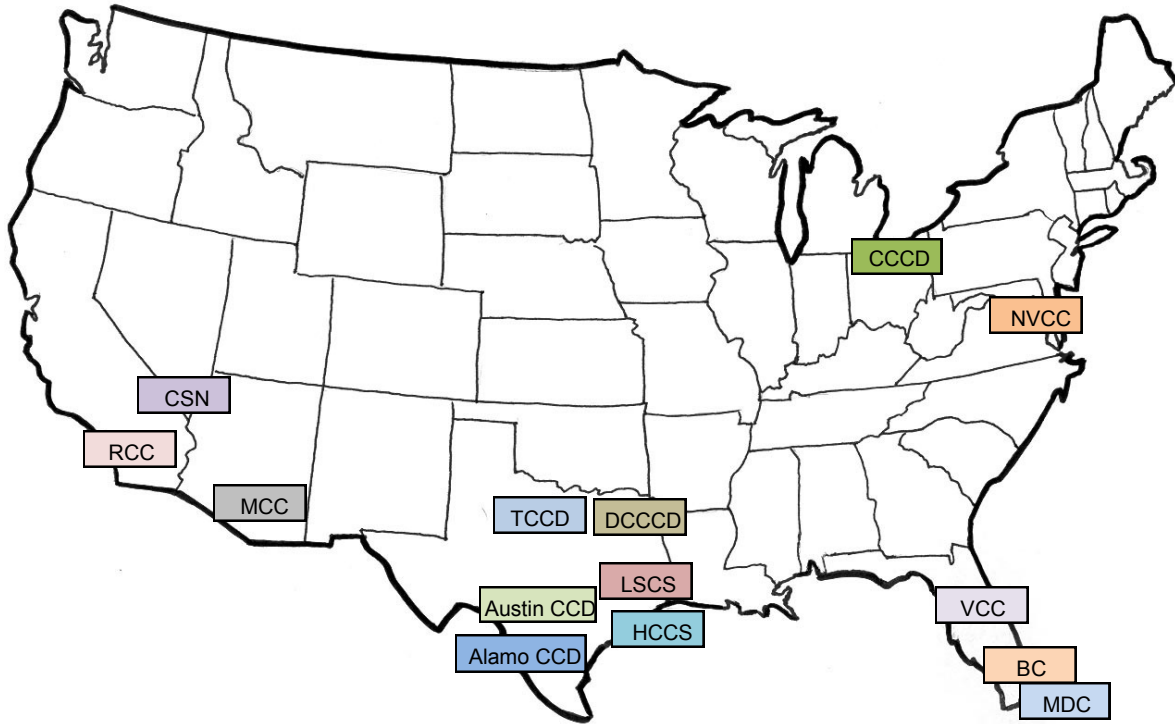 CCCD
NVCC
CSN
RCC
MCC
TCCD
DCCCD
LSCS
Austin CCD
VCC
HCCS
Alamo CCD
BC
MDC